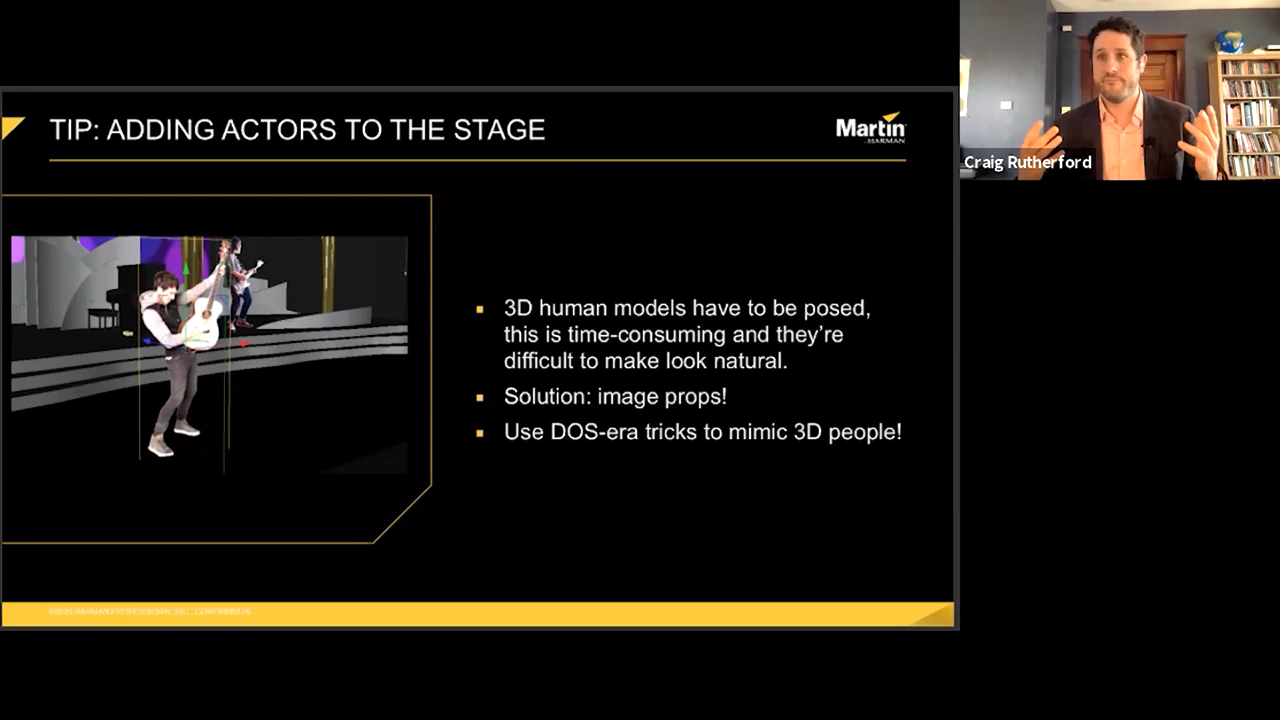 TIP: ADDING ACTORS TO THE STAGE
Martin
HARMAN
Craig Rutherford
▪ 3D human models have to be posed,
this is time-consuming and they’re
difficult to make look natural.
▪ Solution: image props!
▪ Use DOS-era tricks to mimic 3D people!